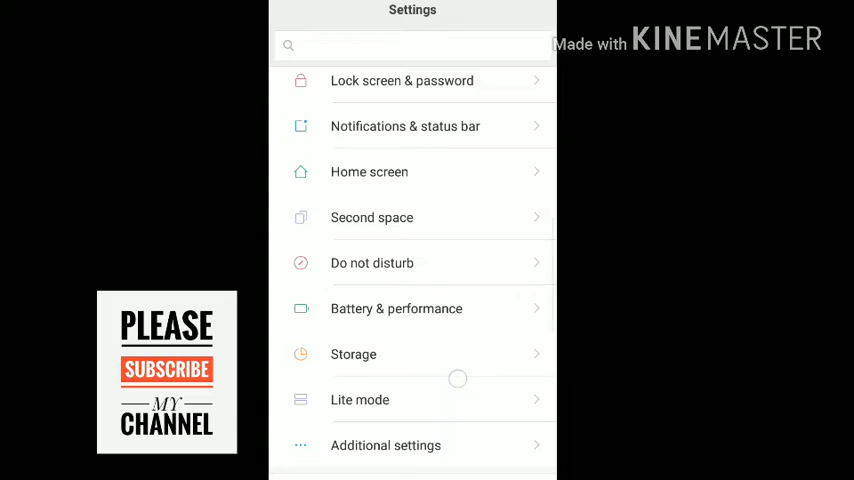 Settings
Made with KINEMASTER
Lock screen & password
Notifications & status bar
Home screen
Second space
Do not disturb
Battery & performance
Storage
Lite mode
Additional settings
PLEASE
SUBSCRIBE
MY
CHANNEL